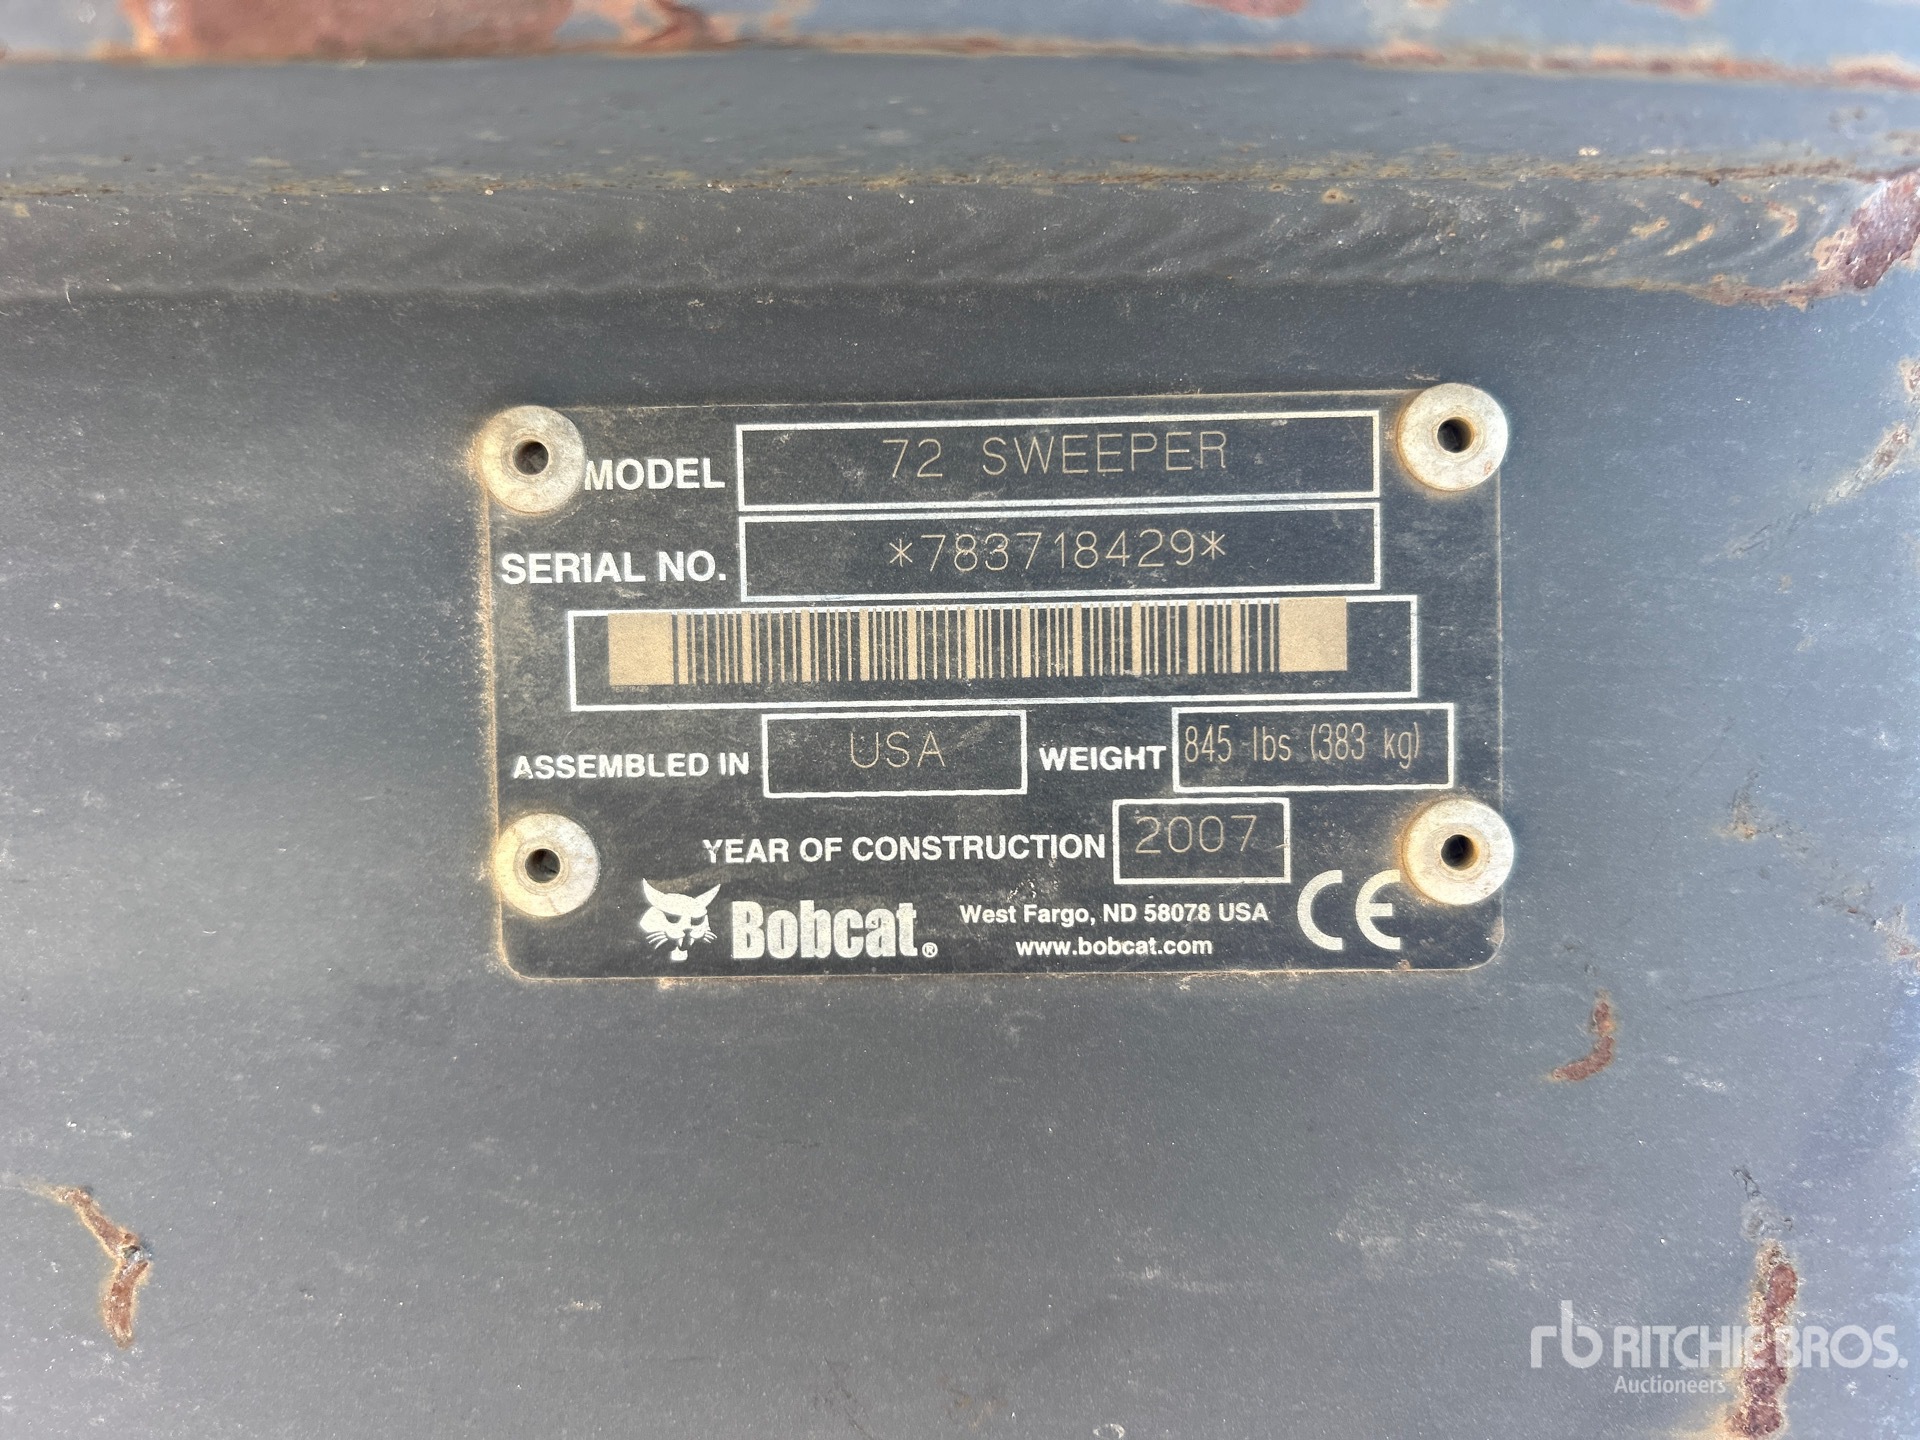 MODEL 72 SWEEPER
SERIAL NO. *783718429*
ASSEMBLED IN USA WEIGHT 845 lbs (383 kg)
YEAR OF CONSTRUCTION 2007
Bobcat® West Fargo, ND 58078 USA CE
www.bobcat.com
rb RITCHIE BROS.
Auctioneers